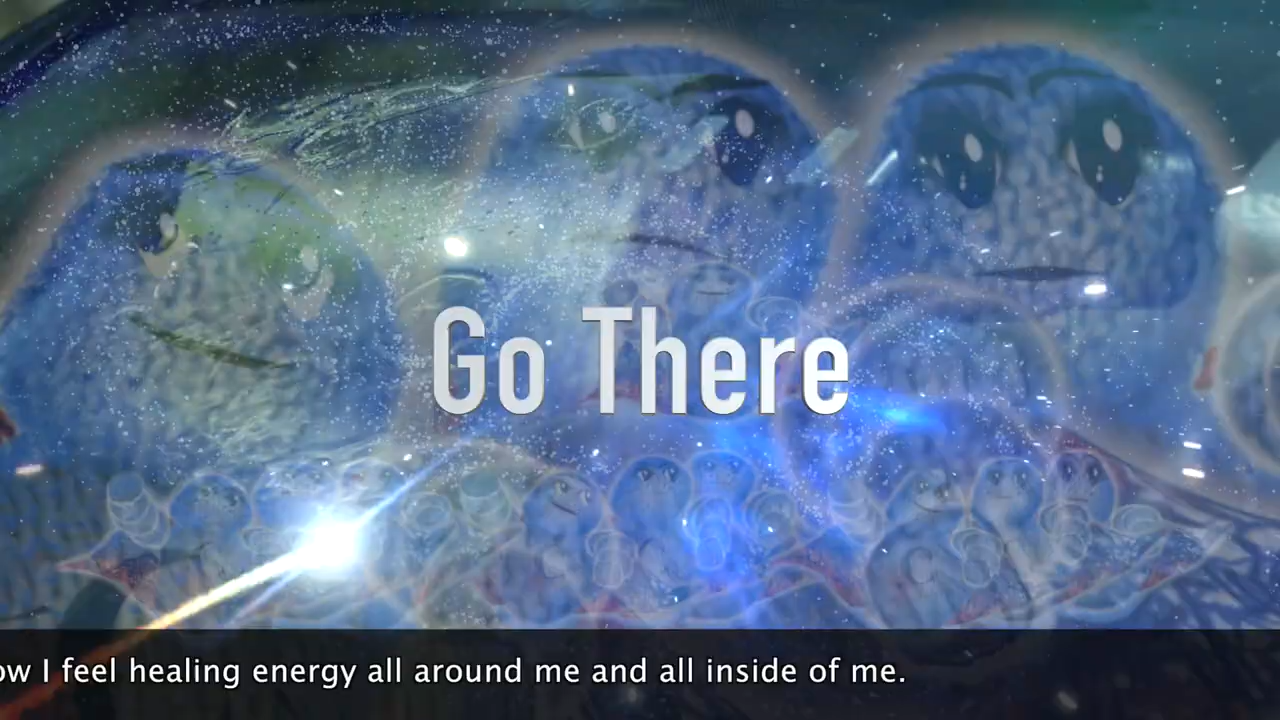 Go There
ow I feel healing energy all around me and all inside of me.